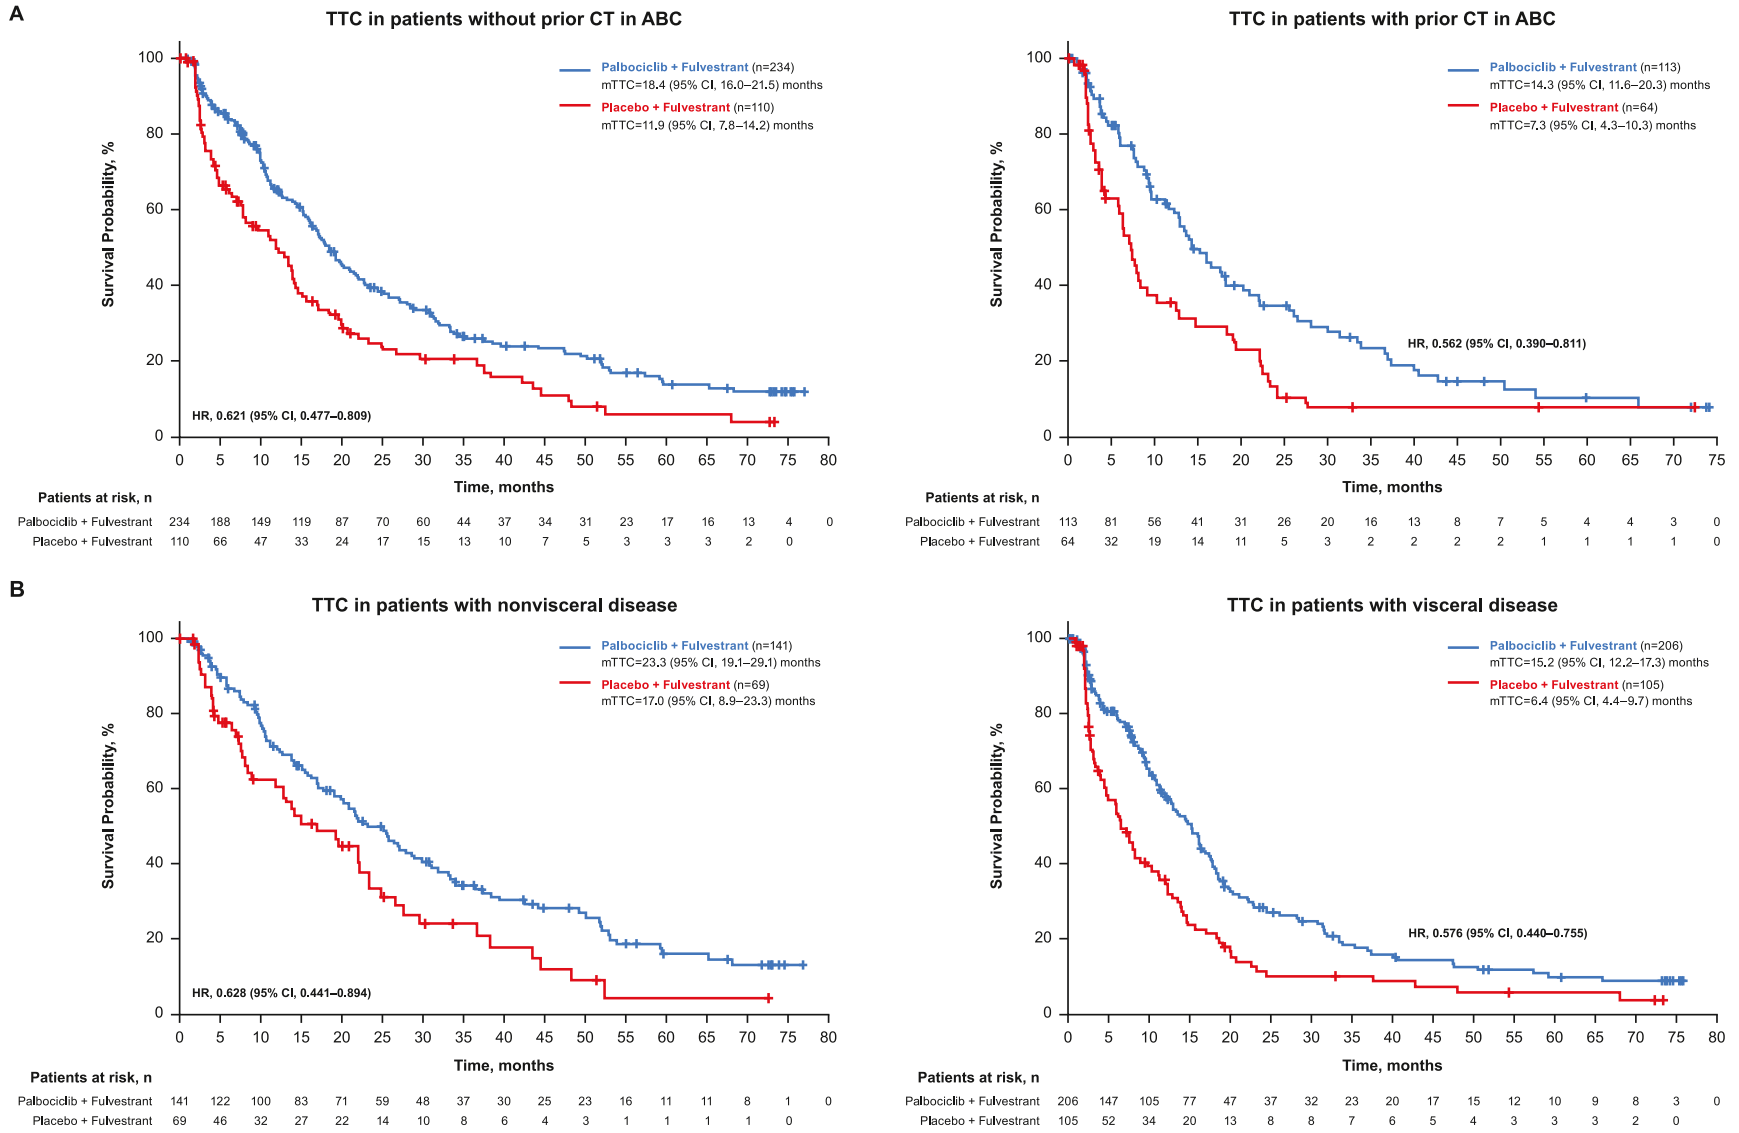 A
TTC in patients without prior CT in ABC
100
80
60
40
20
0
Survival Probability, %
Palbociclib + Fulvestrant (n=234)
mTTC=18.4 (95% CI, 16.0–21.5) months
Placebo + Fulvestrant (n=110)
mTTC=11.9 (95% CI, 7.8–14.2) months
HR, 0.621 (95% CI, 0.477–0.809)
0 5 10 15 20 25 30 35 40 45 50 55 60 65 70 75 80
Time, months
Patients at risk, n
Palbociclib + Fulvestrant 234 188 149 119 87 70 60 44 37 34 31 23 17 16 13 4 0
Placebo + Fulvestrant 110 66 47 33 24 17 15 13 10 7 5 3 3 3 2 0
TTC in patients with prior CT in ABC
100
80
60
40
20
0
Survival Probability, %
Palbociclib + Fulvestrant (n=113)
mTTC=14.3 (95% CI, 11.6–20.3) months
Placebo + Fulvestrant (n=64)
mTTC=7.3 (95% CI, 4.3–10.3) months
HR, 0.562 (95% CI, 0.390–0.811)
0 5 10 15 20 25 30 35 40 45 50 55 60 65 70 75
Time, months
Patients at risk, n
Palbociclib + Fulvestrant 113 81 56 41 31 26 20 16 13 8 7 5 4 4 3 0
Placebo + Fulvestrant 64 32 19 14 11 5 3 2 2 2 2 1 1 1 1 0
B
TTC in patients with nonvisceral disease
100
80
60
40
20
0
Survival Probability, %
Palbociclib + Fulvestrant (n=141)
mTTC=23.3 (95% CI, 19.1–29.1) months
Placebo + Fulvestrant (n=69)
mTTC=17.0 (95% CI, 8.9–23.3) months
HR, 0.628 (95% CI, 0.441–0.894)
0 5 10 15 20 25 30 35 40 45 50 55 60 65 70 75 80
Time, months
Patients at risk, n
Palbociclib + Fulvestrant 141 122 100 83 71 59 48 37 30 25 23 16 11 11 8 1 0
Placebo + Fulvestrant 69 46 32 27 22 14 10 8 6 4 3 1 1 1 1 0
TTC in patients with visceral disease
100
80
60
40
20
0
Survival Probability, %
Palbociclib + Fulvestrant (n=206)
mTTC=15.2 (95% CI, 12.2–17.3) months
Placebo + Fulvestrant (n=105)
mTTC=6.4 (95% CI, 4.4–9.7) months
HR, 0.576 (95% CI, 0.440–0.755)
0 5 10 15 20 25 30 35 40 45 50 55 60 65 70 75 80
Time, months
Patients at risk, n
Palbociclib + Fulvestrant 206 147 105 77 47 37 32 23 20 17 15 12 10 9 8 3 0
Placebo + Fulvestrant 105 52 34 20 13 8 8 7 6 5 4 3 3 3 2 0